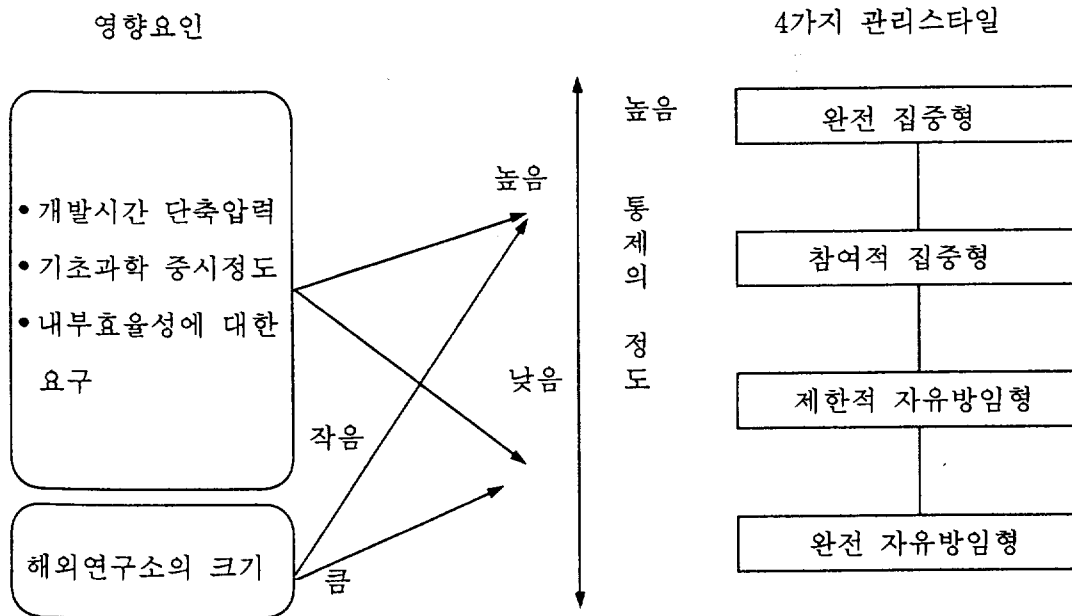 영향요인
4가지 관리스타일
• 개발시간 단축압력
• 기초과학 중시정도
• 내부효율성에 대한
요구
해외연구소의 크기
높음
낮음
작음
큼
높음
통제의 정도
완전 집중형
참여적 집중형
제한적 자유방임형
완전 자유방임형